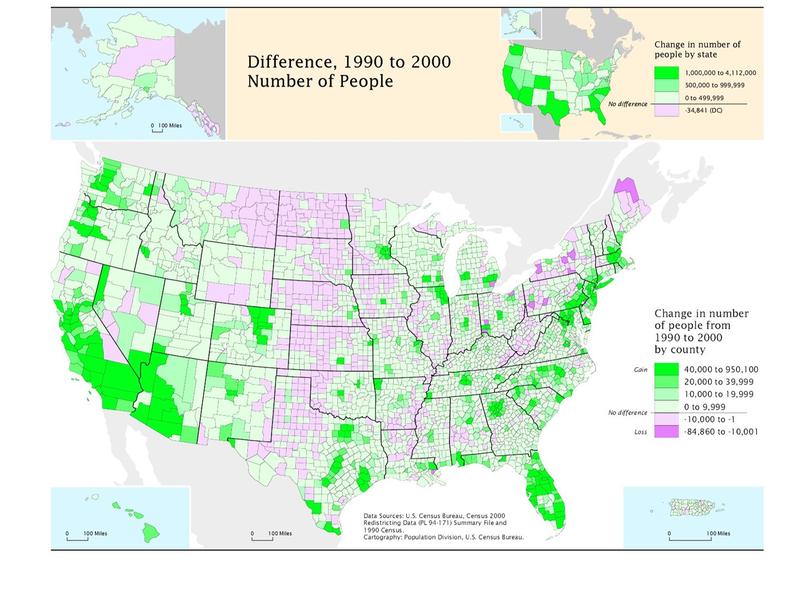 Difference, 1990 to 2000
Number of People
0 100 Miles
Change in number of
people by state
1,000,000 to 4,112,000
500,000 to 999,999
0 to 499,999
No difference
-34,841 (DC)
Change in number
of people from
1990 to 2000
by county
Gain
40,000 to 950,100
20,000 to 39,999
10,000 to 19,999
0 to 9,999
No difference
-10,000 to -1
Loss
-84,860 to -10,001
0 100 Miles
0 100 Miles
Data Sources: U.S. Census Bureau, Census 2000
Redistricting Data (PL 94-171) Summary File and
1990 Census.
Cartography: Population Division, U.S. Census Bureau.
0 100 Miles